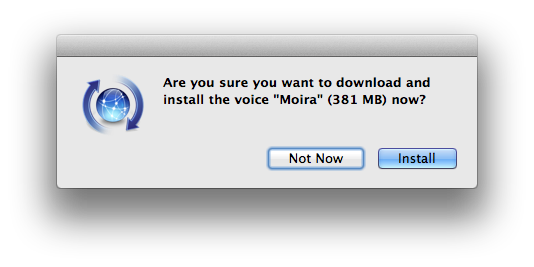 Are you sure you want to download and
install the voice "Moira" (381 MB) now?
Not Now Install